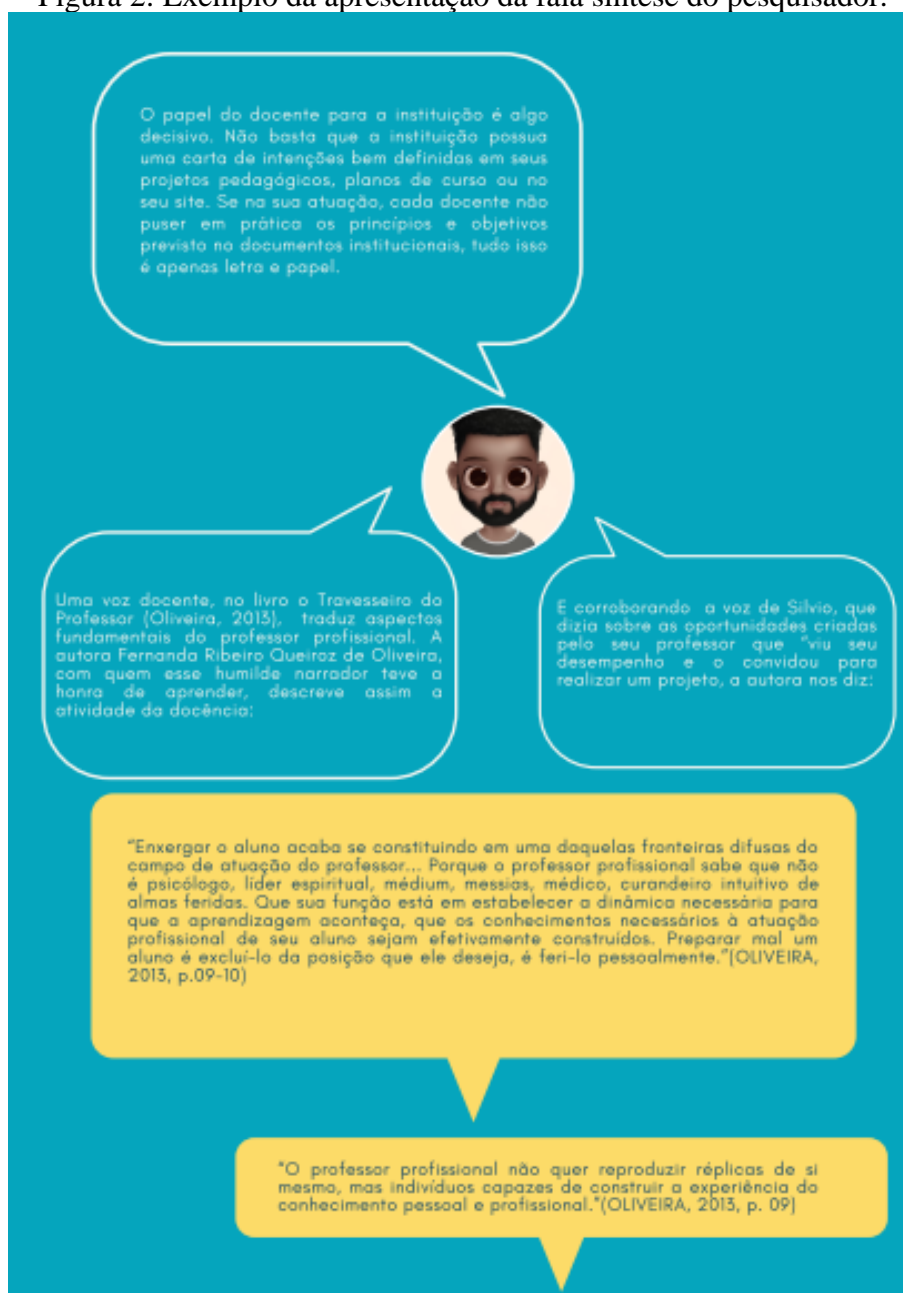 Figura 2: Exemplo da apresentação da fala síntese do pesquisador.
O papel do docente para a instituição é algo
decisivo. Não basta que a instituição possua
uma carta de intenções bem definidas em seus
projetos pedagógicos, planos de curso ou no
seu site. Se na sua atuação, cada docente não
puser em prática os princípios e objetivos
previsto no documentos institucionais, tudo isso
é apenas letra e papel.
Uma voz docente, no livro o Travesseiro do
Professor (Oliveira, 2013), traduz aspectos
fundamentais do professor profissional. A
autora Fernanda Ribeiro Queiroz de Oliveira,
com quem esse humilde narrador teve a
honra de aprender, descreve assim a
atividade da docência:
E corroborando a voz de Silvio, que
dizia sobre as oportunidades criadas
pelo seu professor que "viu seu
desempenho e o convidou para
realizar um projeto, a autora nos diz:
"Enxergar o aluno acaba se constituindo em uma daquelas fronteiras difusas do
campo de atuação do professor... Porque o professor profissional sabe que não
é psicólogo, líder espiritual, médium, messias, médico, curandeiro intuitivo de
almas feridas. Que sua função está em estabelecer a dinâmica necessária para
que a aprendizagem aconteça, que os conhecimentos necessários à atuação
profissional de seu aluno sejam efetivamente construídos. Preparar mal um
aluno é excluí-lo da posição que ele deseja, é feri-lo pessoalmente."(OLIVEIRA,
2013, p.09-10)
"O professor profissional não quer reproduzir réplicas de si
mesmo, mas indivíduos capazes de construir a experiência do
conhecimento pessoal e profissional."(OLIVEIRA, 2013, p. 09)